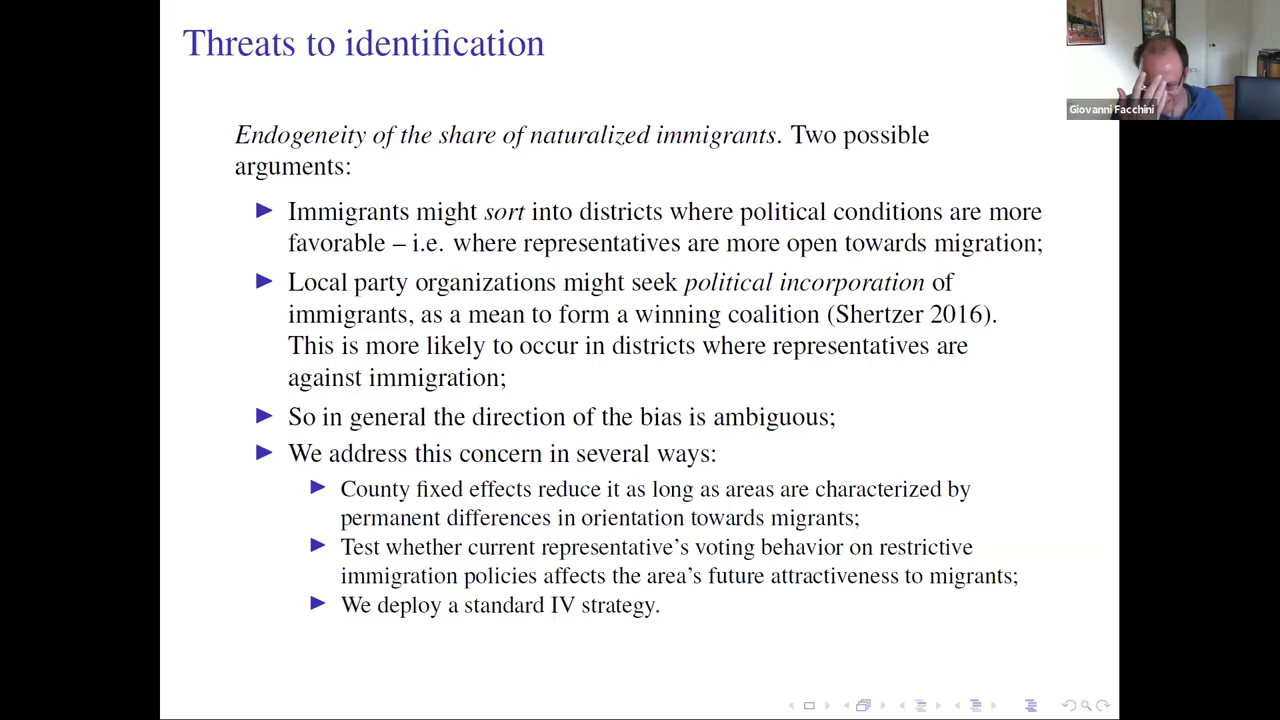 Threats to identification
Giovanni Facchini
Endogeneity of the share of naturalized immigrants. Two possible
arguments:
Immigrants might sort into districts where political conditions are more
favorable – i.e. where representatives are more open towards migration;
Local party organizations might seek political incorporation of
immigrants, as a mean to form a winning coalition (Shertzer 2016).
This is more likely to occur in districts where representatives are
against immigration;
So in general the direction of the bias is ambiguous;
We address this concern in several ways:
County fixed effects reduce it as long as areas are characterized by
permanent differences in orientation towards migrants;
Test whether current representative's voting behavior on restrictive
immigration policies affects the area's future attractiveness to migrants;
We deploy a standard IV strategy.